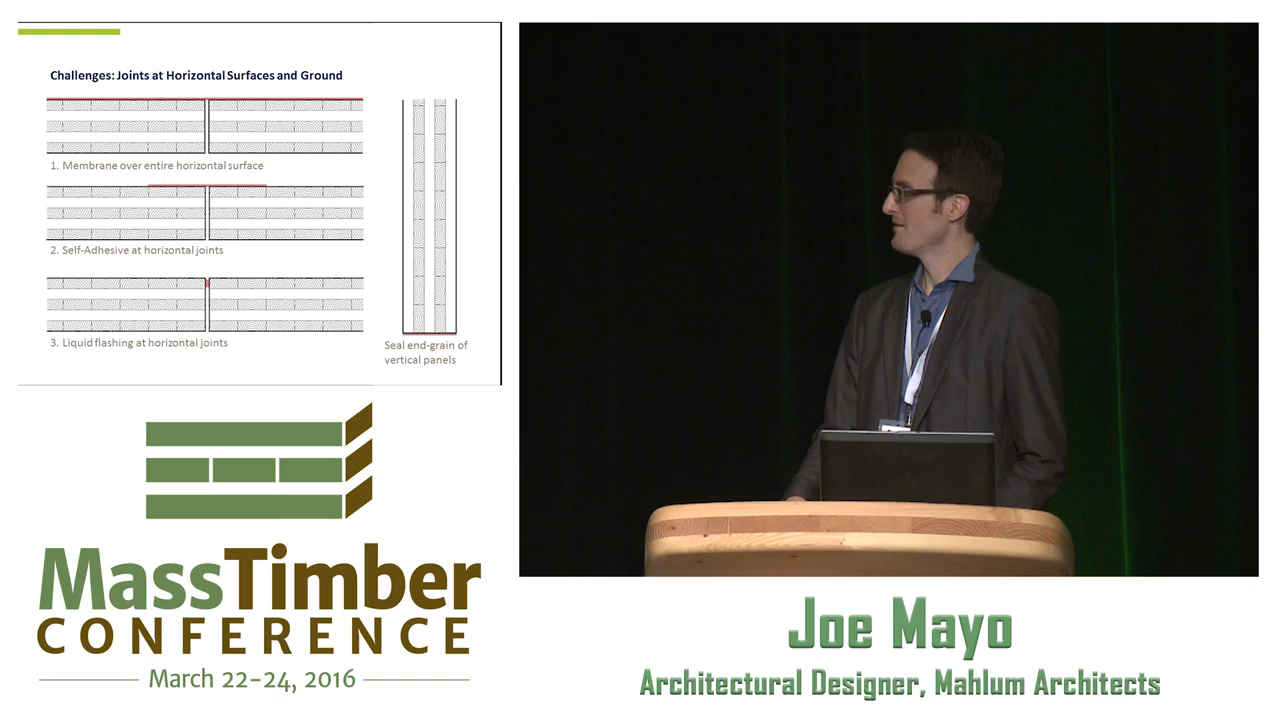 Challenges: Joints at Horizontal Surfaces and Ground
1. Membrane over entire horizontal surface
2. Self-Adhesive at horizontal joints
3. Liquid flashing at horizontal joints
Seal end-grain of
vertical panels
MassTimber
CONFERENCE
March 22-24, 2016
Joe Mayo
Architectural Designer, Mahlum Architects